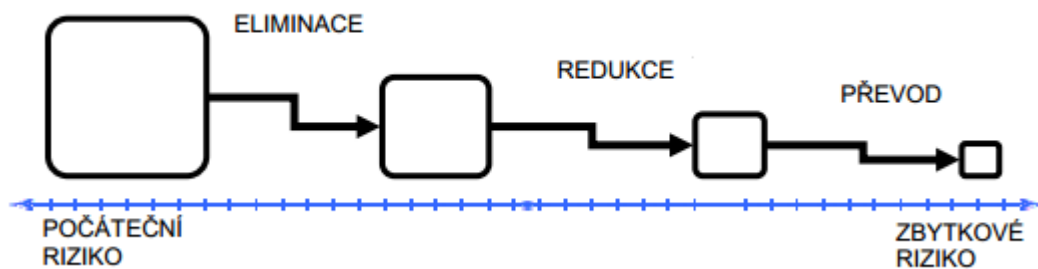 ELIMINACE
REDUKCE
PŘEVOD
POČÁTEČNÍ
RIZIKO
ZBYTKOVÉ
RIZIKO